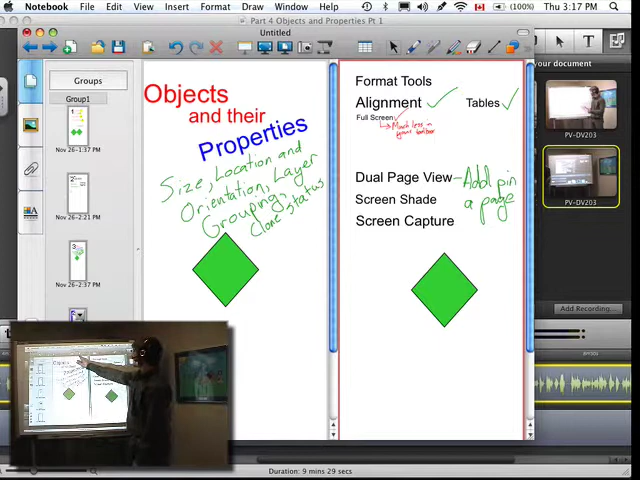 Notebook File Edit View Insert Format Draw Window Help
(100%) Thu 3:17 PM
Part 4 Objects and Properties Pt 1
Untitled
Groups
Group1
Nov 26-1:37 PM
Nov 26-2:21 PM
Nov 26-2:37 PM
Objects
and their
Properties
Size, Location and
Orientation, Layer
Grouping,
Clone status
Format Tools
Alignment
Tables
Full Screen
Much less in
Dual Page View
Add pin
a page
Screen Shade
Screen Capture
your document
PV-DV203
PV-DV203
Add Recording...
Duration: 9 mins 29 secs